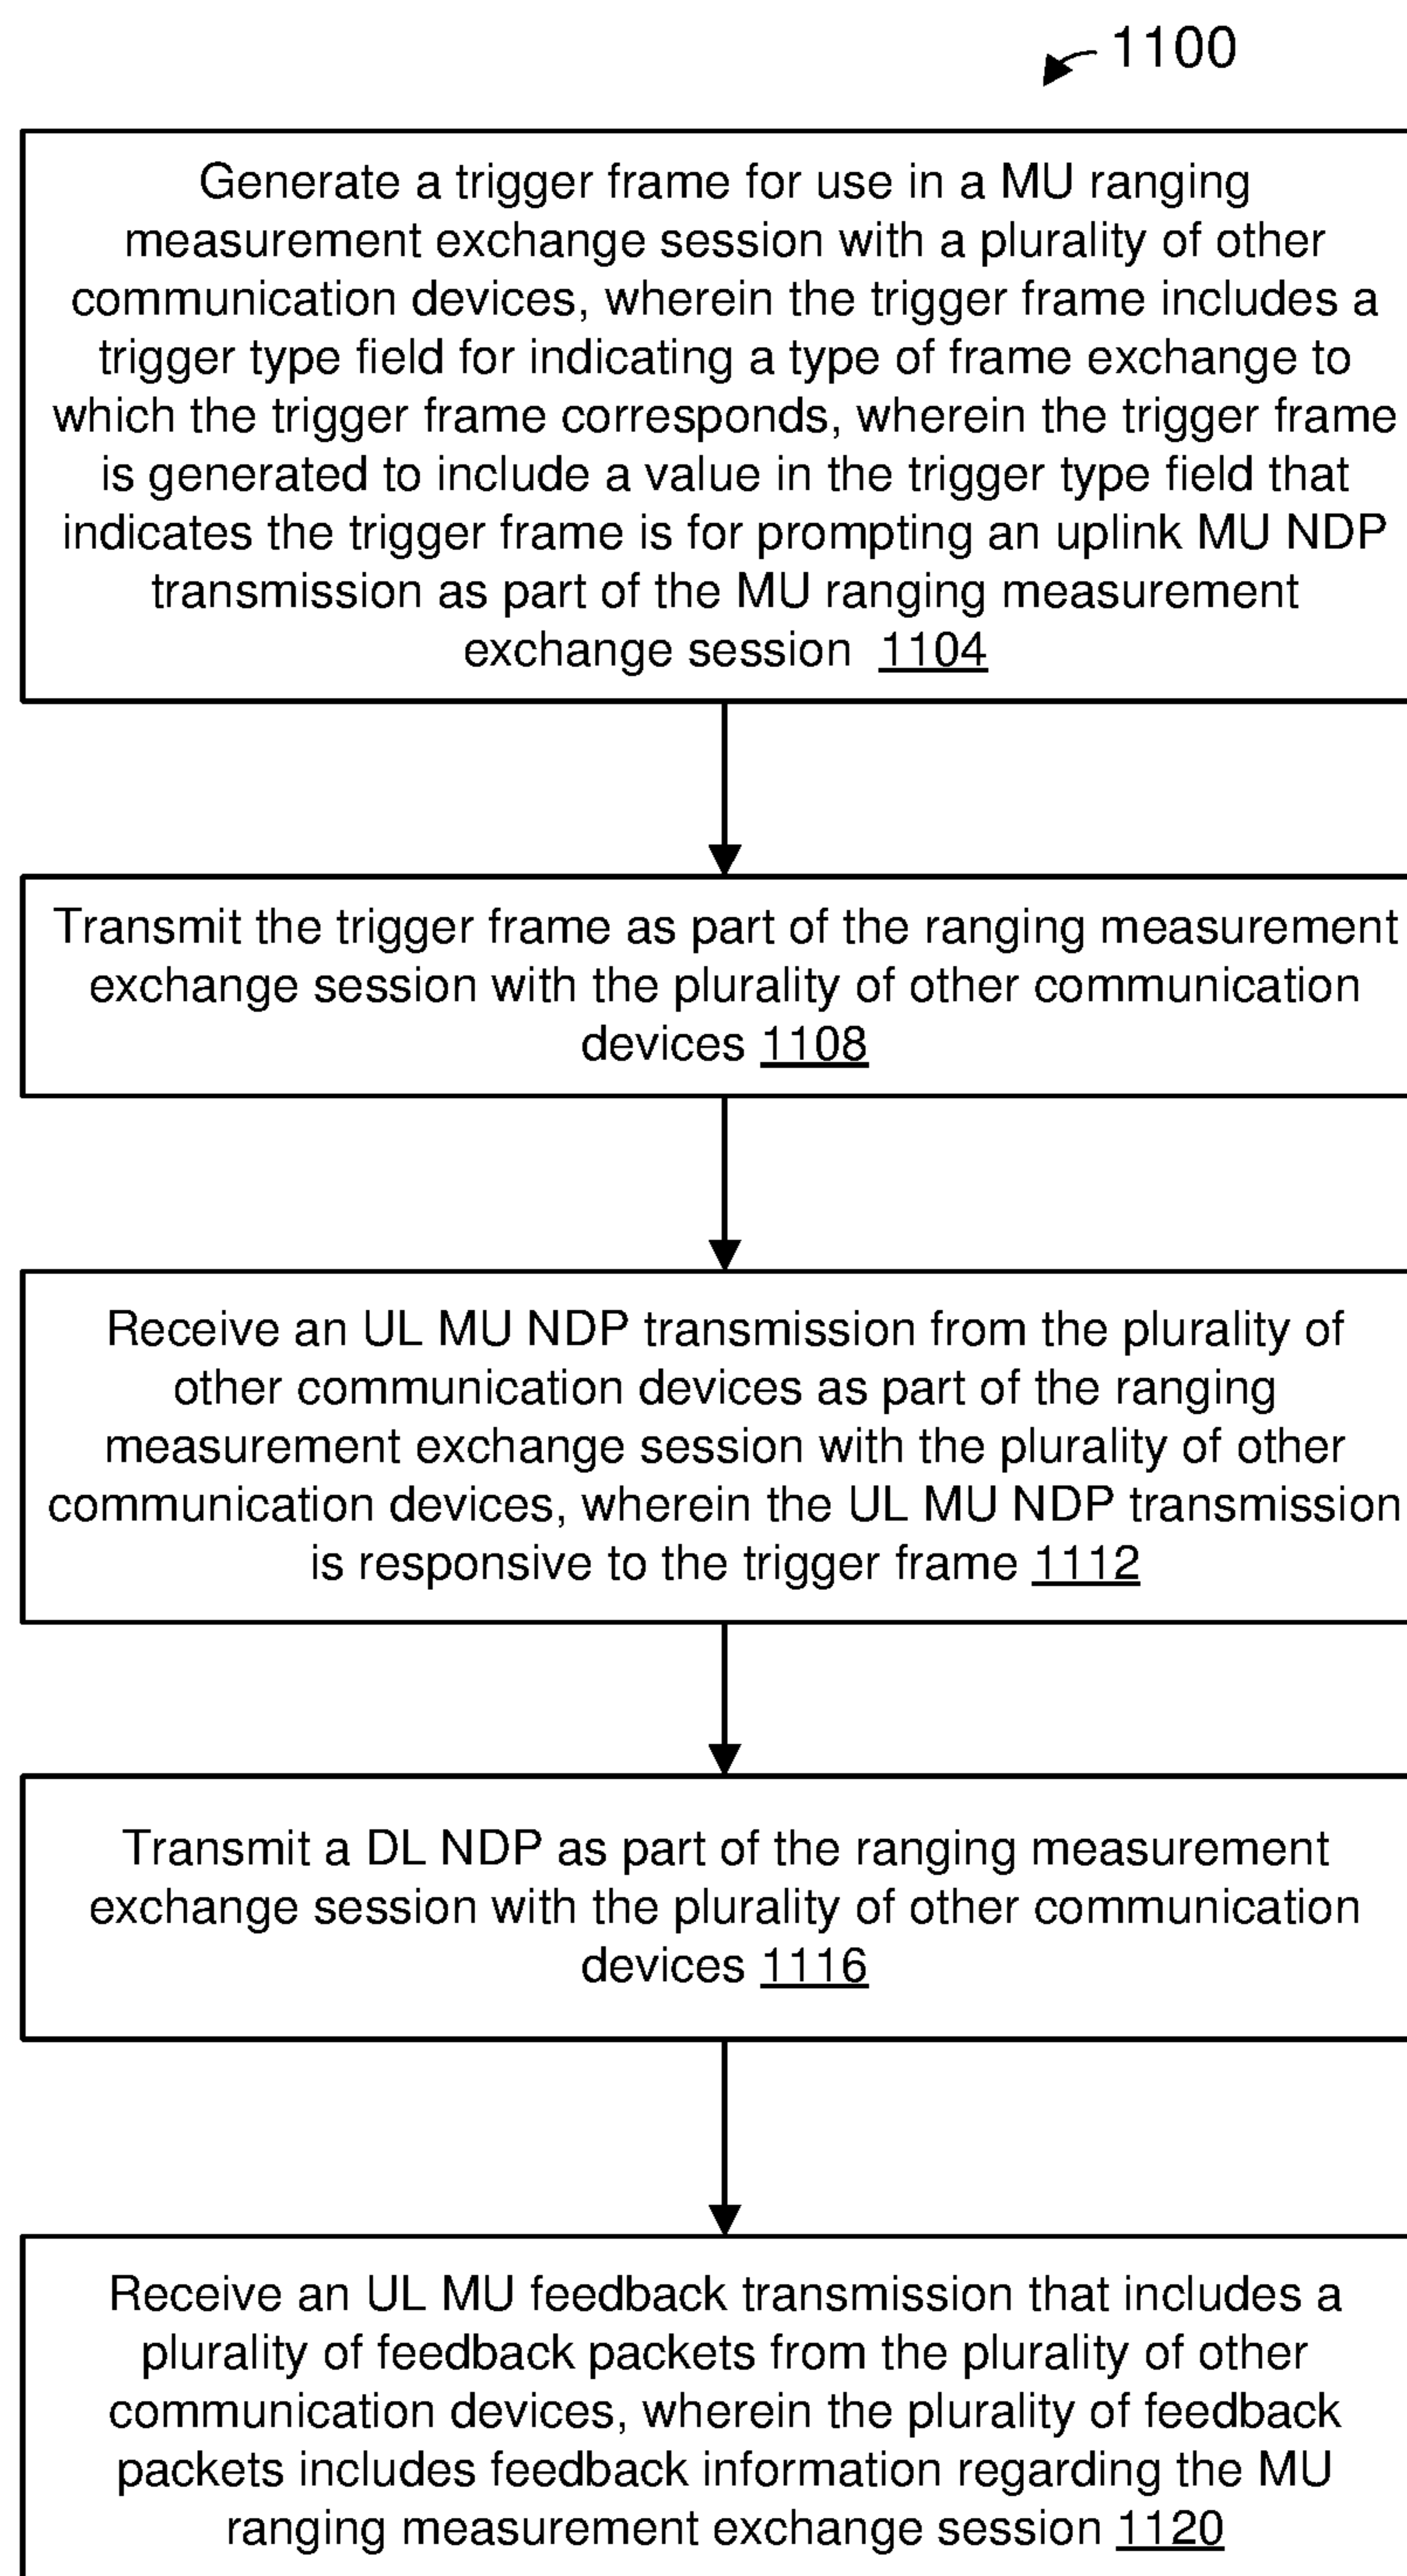 1100
Generate a trigger frame for use in a MU ranging
measurement exchange session with a plurality of other
communication devices, wherein the trigger frame includes a
trigger type field for indicating a type of frame exchange to
which the trigger frame corresponds, wherein the trigger frame
is generated to include a value in the trigger type field that
indicates the trigger frame is for prompting an uplink MU NDP
transmission as part of the MU ranging measurement
exchange session 1104
Transmit the trigger frame as part of the ranging measurement
exchange session with the plurality of other communication
devices 1108
Receive an UL MU NDP transmission from the plurality of
other communication devices as part of the ranging
measurement exchange session with the plurality of other
communication devices, wherein the UL MU NDP transmission
is responsive to the trigger frame 1112
Transmit a DL NDP as part of the ranging measurement
exchange session with the plurality of other communication
devices 1116
Receive an UL MU feedback transmission that includes a
plurality of feedback packets from the plurality of other
communication devices, wherein the plurality of feedback
packets includes feedback information regarding the MU
ranging measurement exchange session 1120